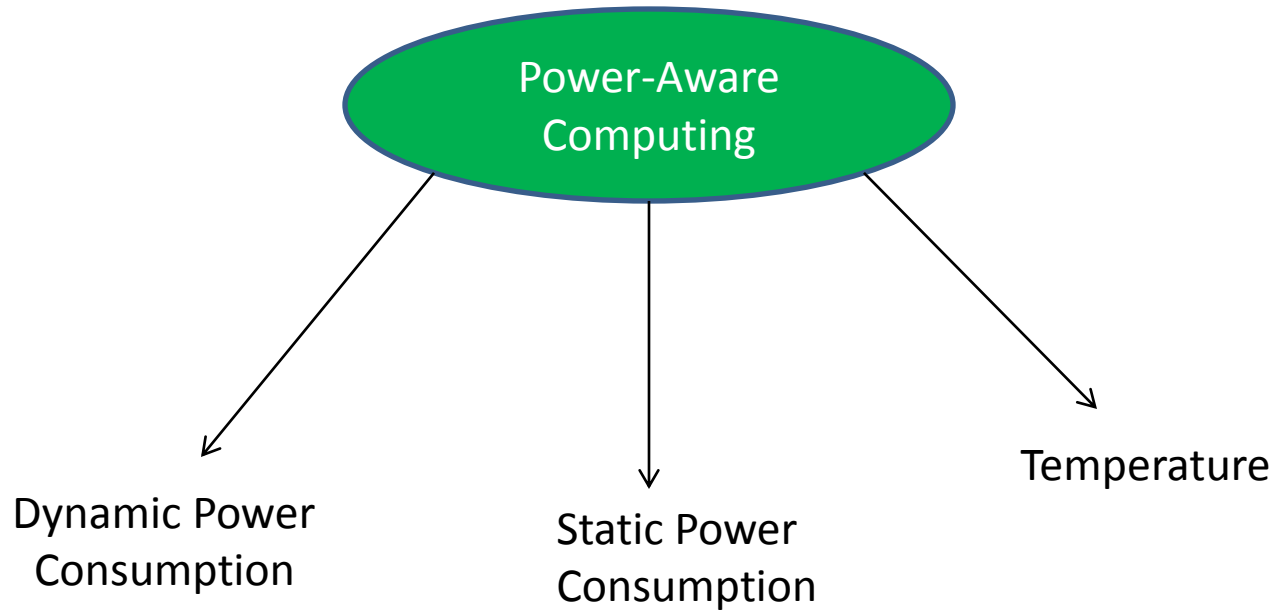 Power-Aware
Computing
Dynamic Power
Consumption
Static Power
Consumption
Temperature